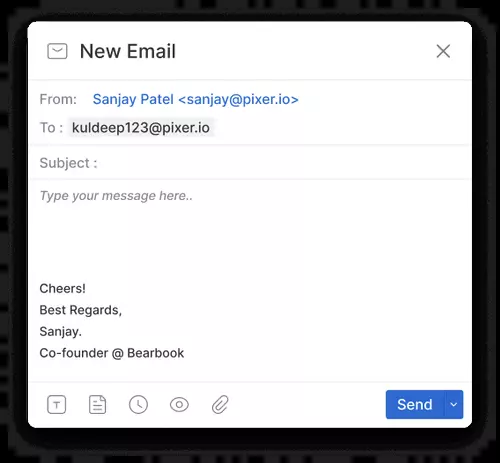 New Email
From: Sanjay Patel <sanjay@pixer.io>
To : kuldeep123@pixer.io
Subject :
Type your message here..
Cheers!
Best Regards,
Sanjay.
Co-founder @ Bearbook
T
Send